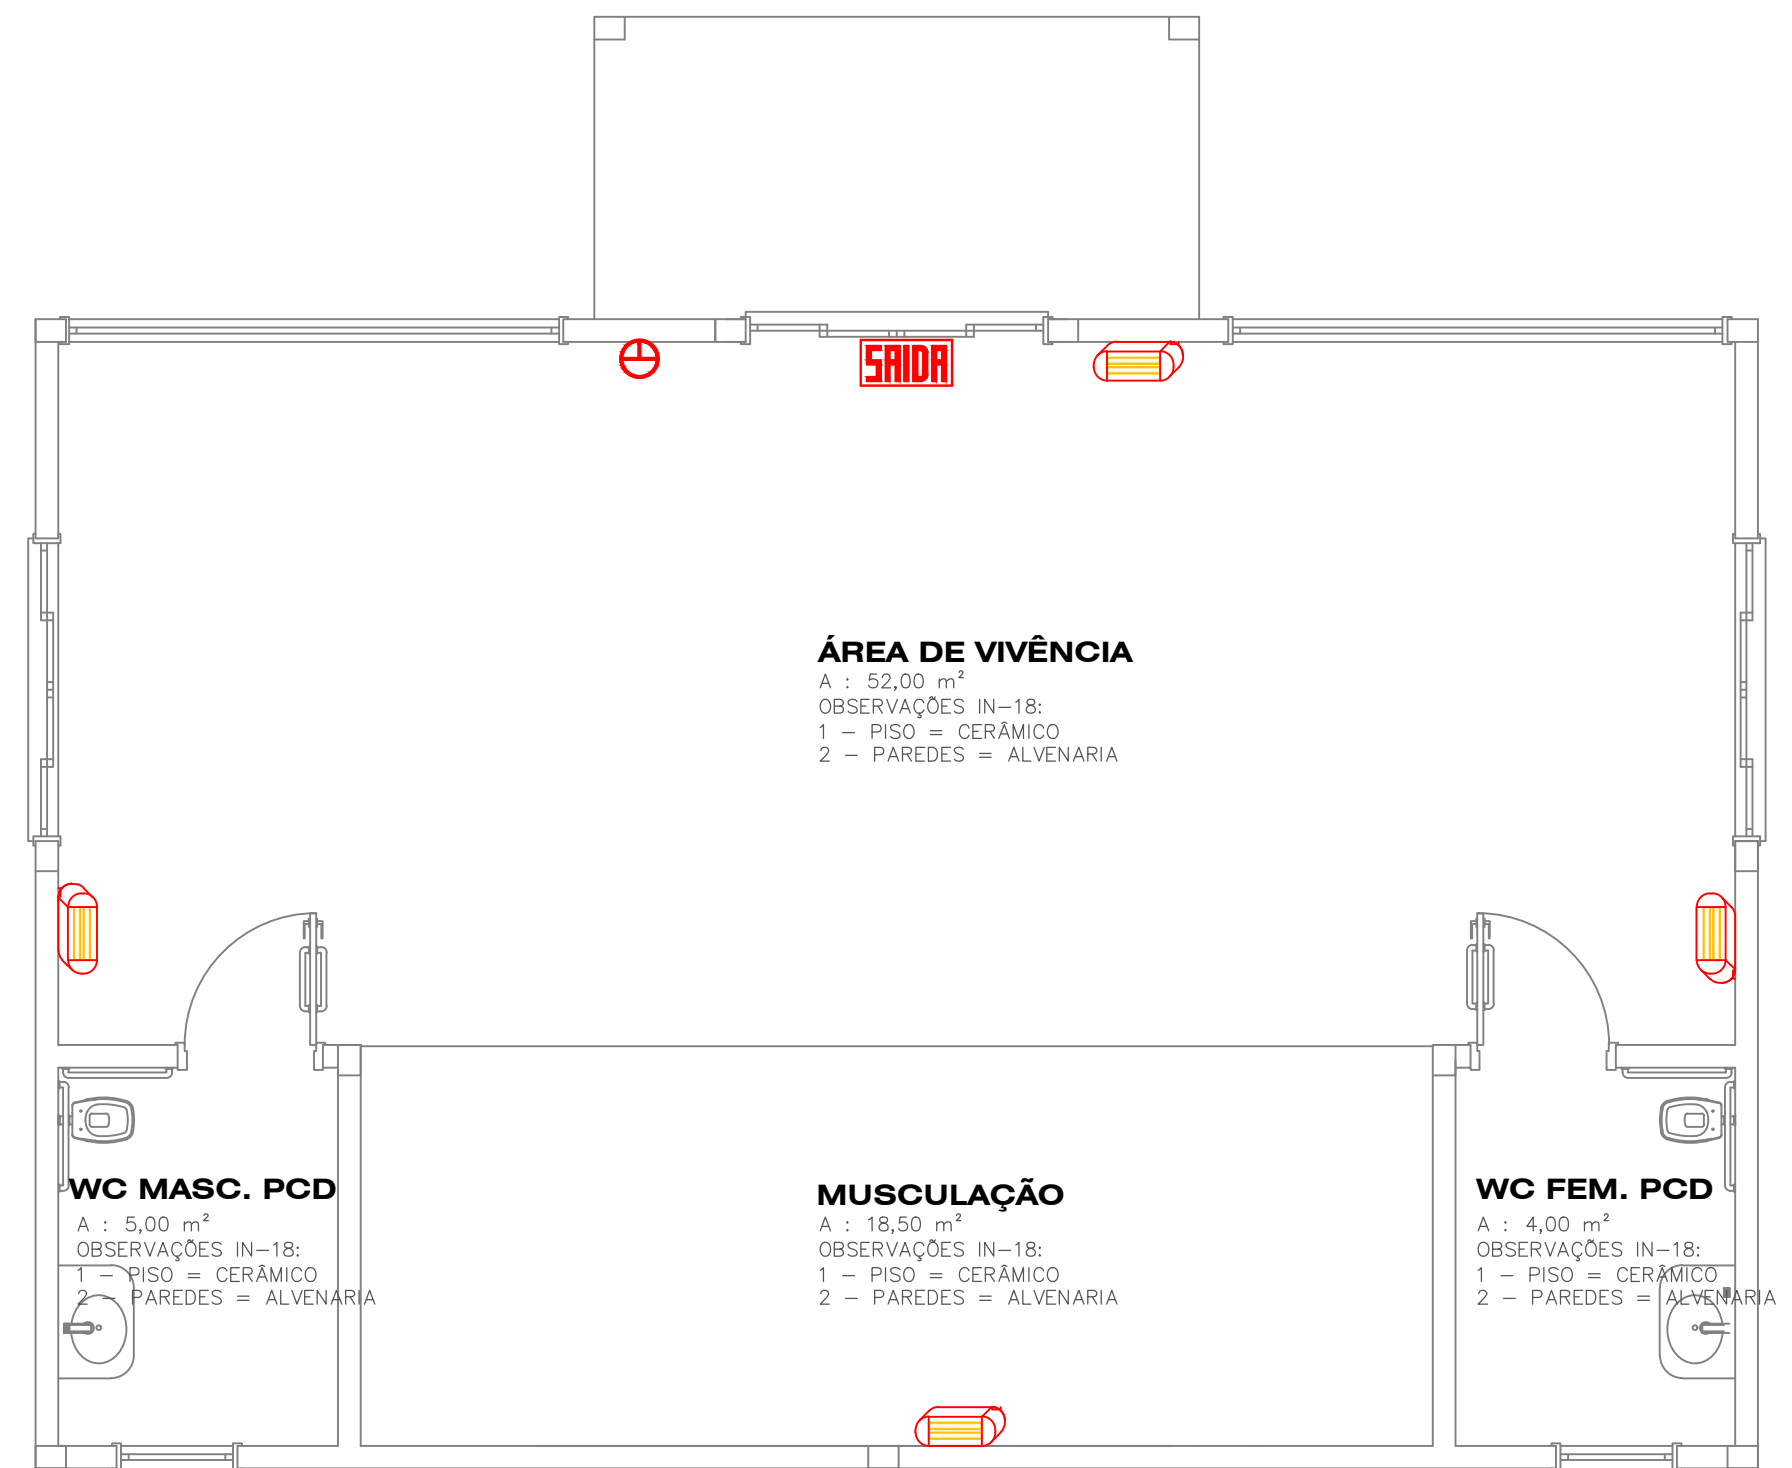 SAIDA
ÁREA DE VIVÊNCIA
A : 52,00 m²
OBSERVAÇÕES IN-18:
1 - PISO = CERÂMICO
2 - PAREDES = ALVENARIA
WC MASC. PCD
A : 5,00 m²
OBSERVAÇÕES IN-18:
1 - PISO = CERÂMICO
2 - PAREDES = ALVENARIA
MUSCULAÇÃO
A : 18,50 m²
OBSERVAÇÕES IN-18:
1 - PISO = CERÂMICO
2 - PAREDES = ALVENARIA
WC FEM. PCD
A : 4,00 m²
OBSERVAÇÕES IN-18:
1 - PISO = CERÂMICO
2 - PAREDES = ALVENARIA